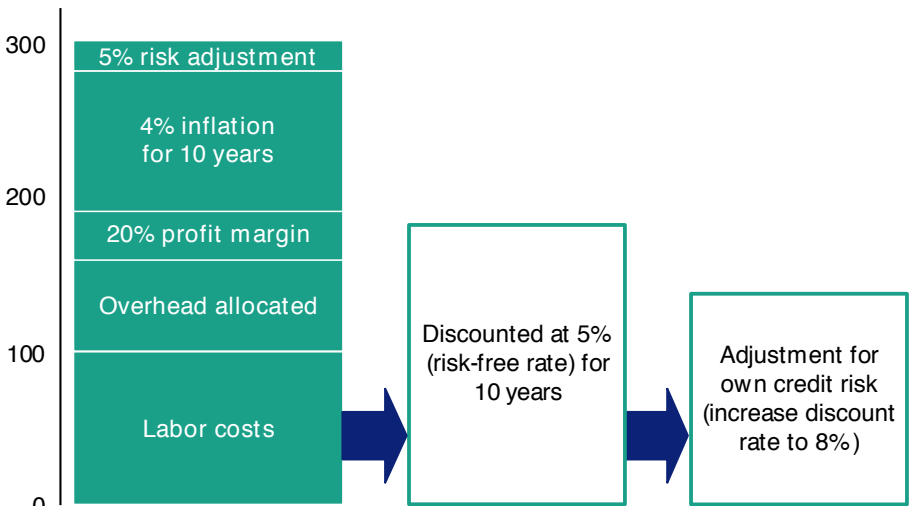 300
200
100
0
5% risk adjustment
4% inflation
for 10 years
20% profit margin
Overhead allocated
Labor costs
Discounted at 5%
(risk-free rate) for
10 years
Adjustment for
own credit risk
(increase discount
rate to 8%)